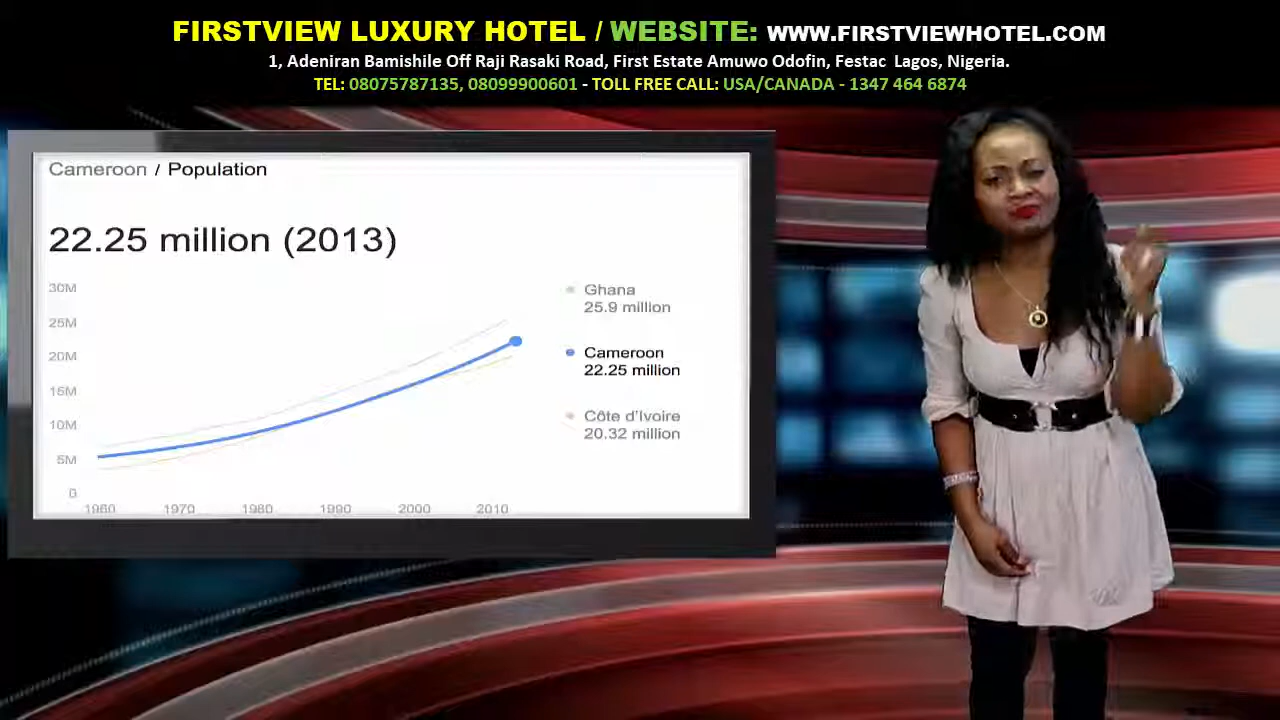 FIRSTVIEW LUXURY HOTEL / WEBSITE: WWW.FIRSTVIEWHOTEL.COM
1, Adeniran Bamishile Off Raji Rasaki Road, First Estate Amuwo Odofin, Festac Lagos, Nigeria.
TEL: 08075787135, 08099900601 - TOLL FREE CALL: USA/CANADA - 1347 464 6874
Cameroon / Population
22.25 million (2013)
30M
25M
20M
15M
10M
5M
0
1960 1970 1980 1990 2000 2010
Ghana
25.9 million
Cameroon
22.25 million
Côte d'Ivoire
20.32 million